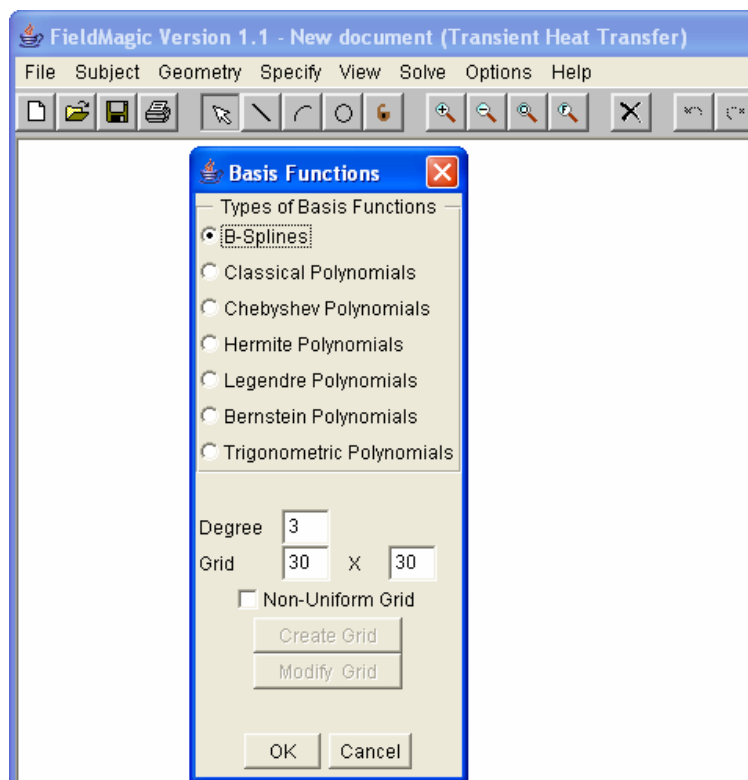 FieldMagic Version 1.1 - New document (Transient Heat Transfer)
File Subject Geometry Specify View Solve Options Help
Basis Functions
Types of Basis Functions
B-Splines
Classical Polynomials
Chebyshev Polynomials
Hermite Polynomials
Legendre Polynomials
Bernstein Polynomials
Trigonometric Polynomials
Degree 3
Grid 30 X 30
Non-Uniform Grid
Create Grid
Modify Grid
OK Cancel